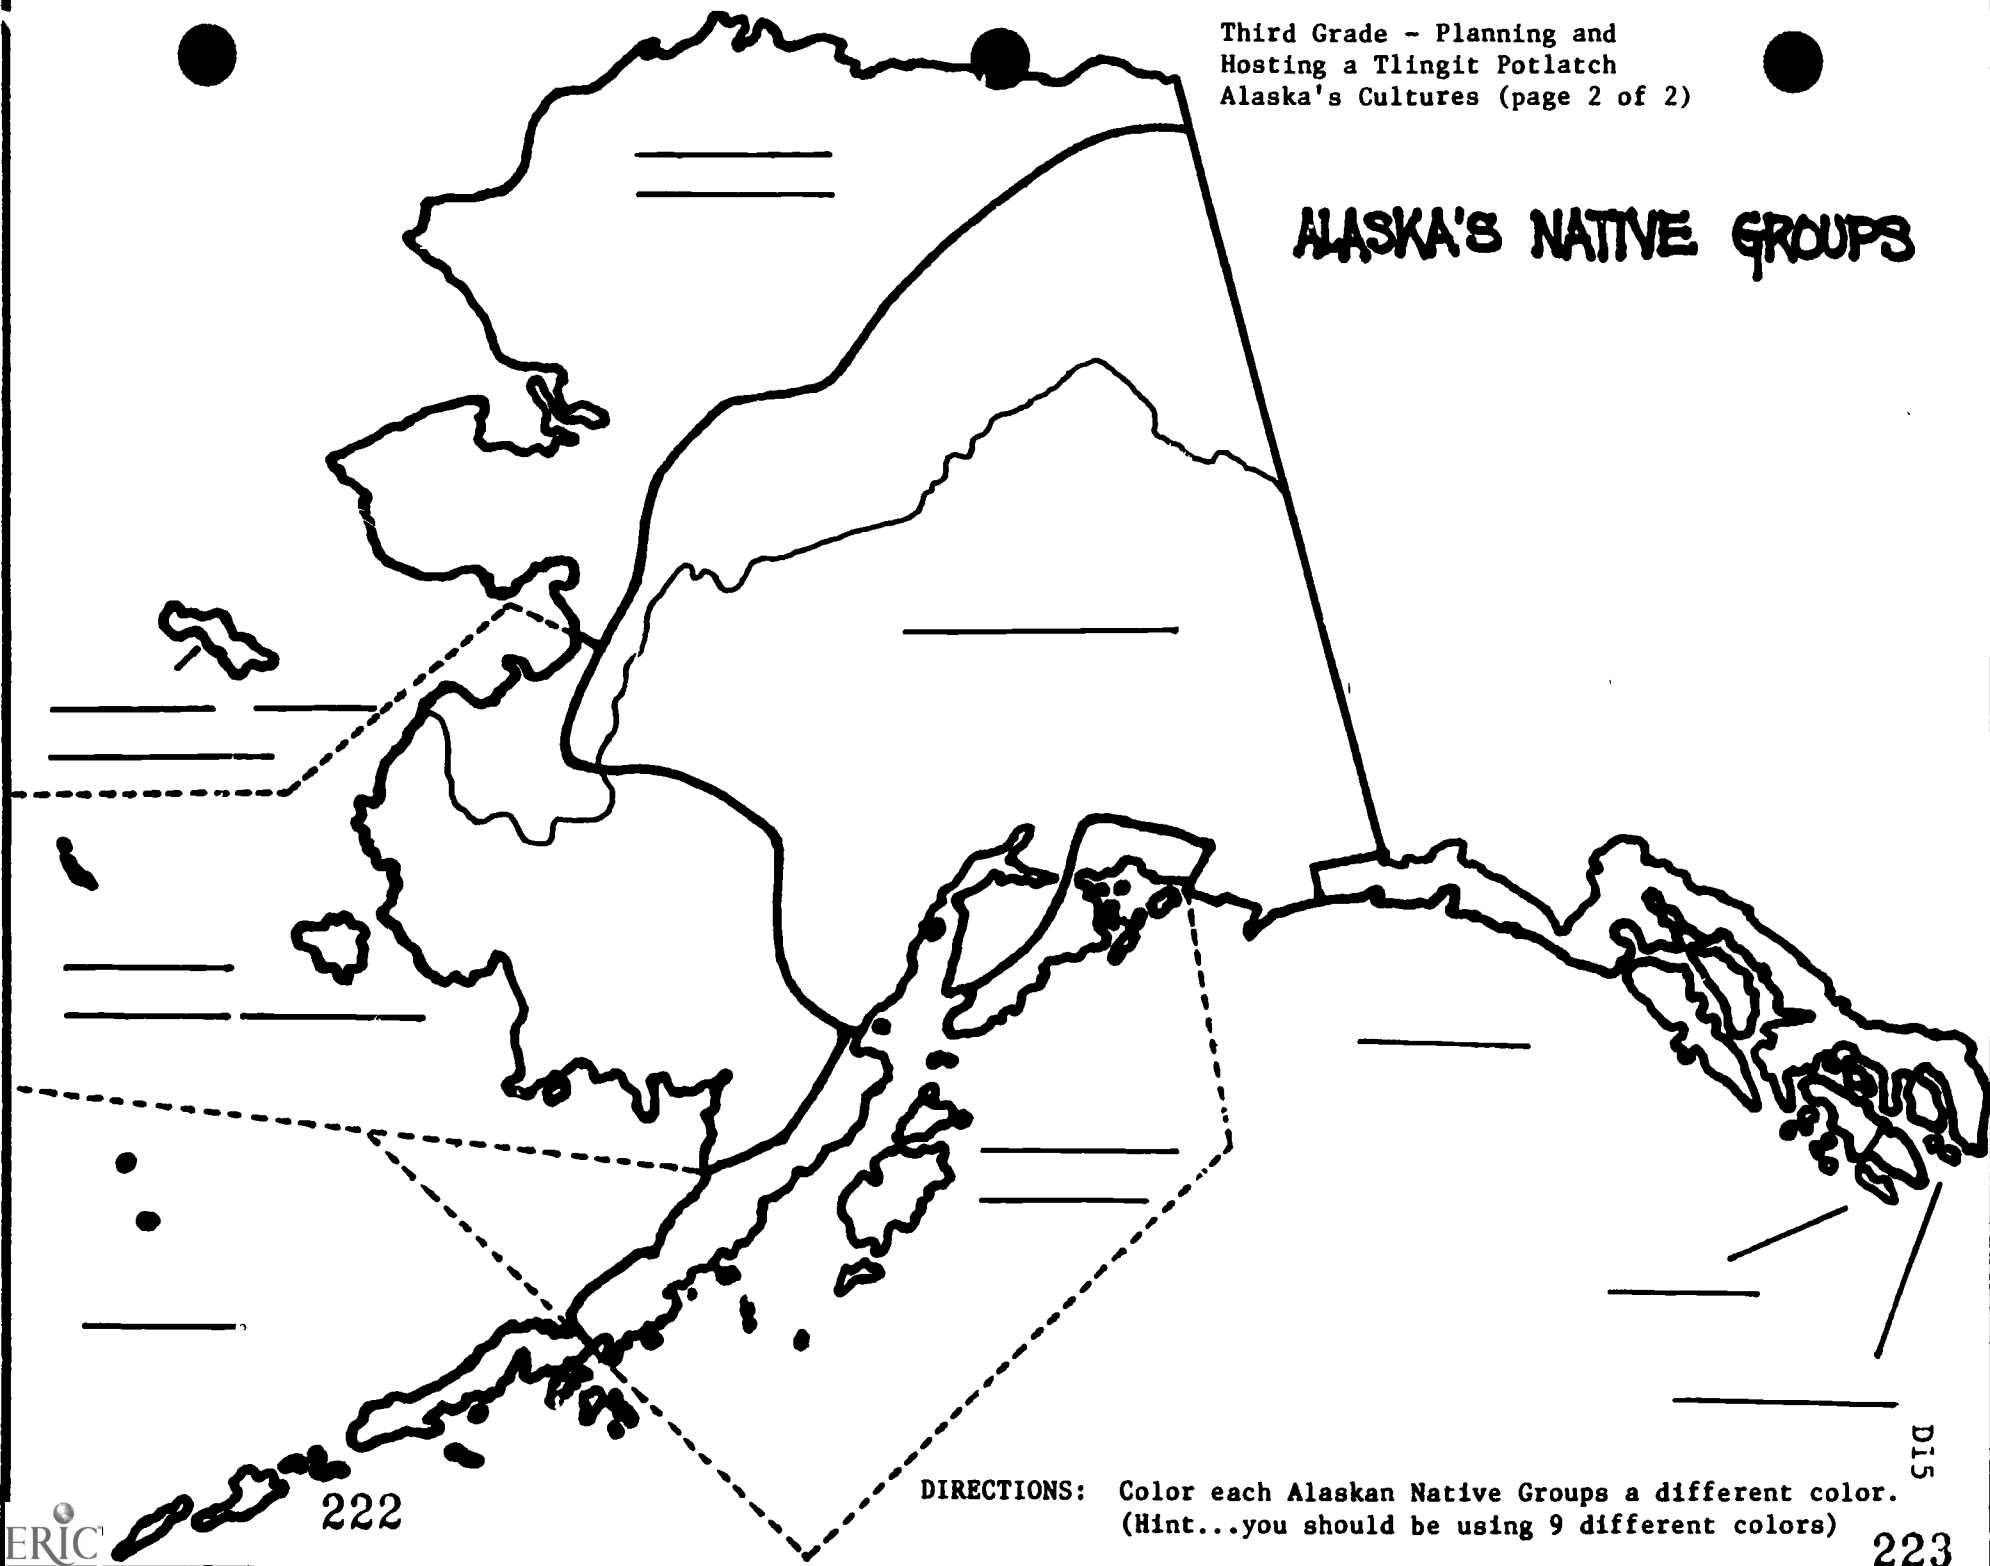 Third Grade - Planning and
Hosting a Tlingit Potlatch
Alaska's Cultures (page 2 of 2)
ALASKA'S NATIVE GROUPS
D15
DIRECTIONS: Color each Alaskan Native Groups a different color.
(Hint...you should be using 9 different colors)
222
223
ERIC